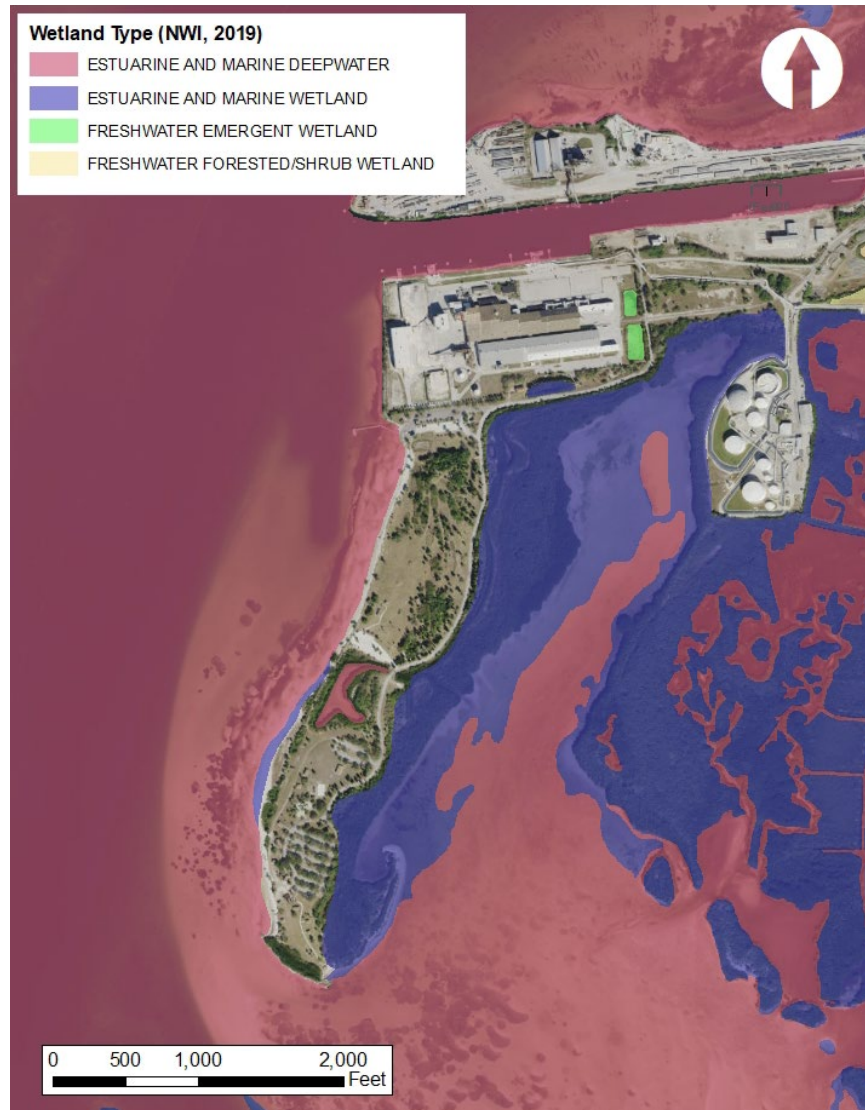 Wetland Type (NWI, 2019)
ESTUARINE AND MARINE DEEPWATER
ESTUARINE AND MARINE WETLAND
FRESHWATER EMERGENT WETLAND
FRESHWATER FORESTED/SHRUB WETLAND
0 500 1,000 2,000
Feet